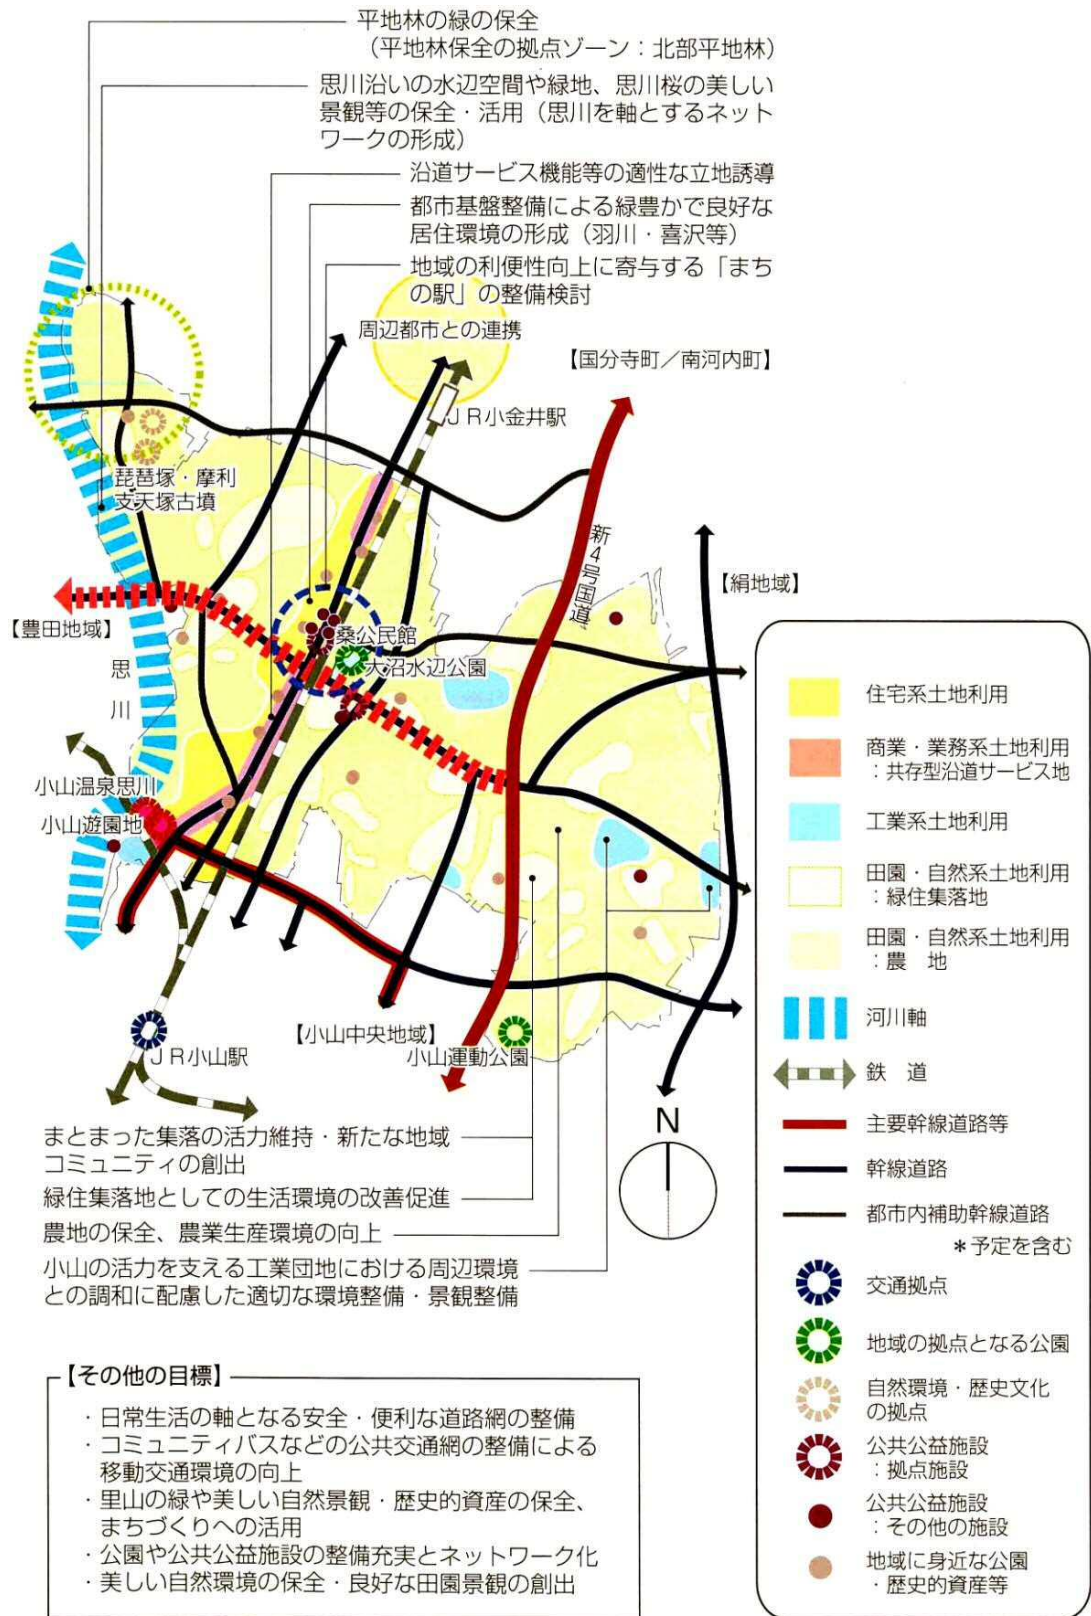 平地林の緑の保全
(平地林保全の拠点ゾーン：北部平地林)
思川沿いの水辺空間や緑地、思川桜の美しい
景観等の保全・活用（思川を軸とするネット
ワークの形成）
沿道サービス機能等の適性な立地誘導
都市基盤整備による緑豊かで良好な
居住環境の形成（羽川・喜沢等）
地域の利便性向上に寄与する「まち
の駅」の整備検討
周辺都市との連携
【国分寺町／南河内町】
ＪＲ小金井駅
琵琶塚・摩利
支天塚古墳
新４号国道
【絹地域】
【豊田地域】
桑公民館
大沼水辺公園
思
川
小山温泉思川
小山遊園地
【小山中央地域】
小山運動公園
ＪＲ小山駅
N
まとまった集落の活力維持・新たな地域
コミュニティの創出
緑住集落地としての生活環境の改善促進
農地の保全、農業生産環境の向上
小山の活力を支える工業団地における周辺環境
との調和に配慮した適切な環境整備・景観整備
【その他の目標】
・日常生活の軸となる安全・便利な道路網の整備
・コミュニティバスなどの公共交通網の整備による
移動交通環境の向上
・里山の緑や美しい自然景観・歴史的資産の保全、
まちづくりへの活用
・公園や公共公益施設の整備充実とネットワーク化
・美しい自然環境の保全・良好な田園景観の創出
住宅系土地利用
商業・業務系土地利用
：共存型沿道サービス地
工業系土地利用
田園・自然系土地利用
：緑住集落地
田園・自然系土地利用
：農　地
河川軸
鉄　道
主要幹線道路等
幹線道路
都市内補助幹線道路
＊予定を含む
交通拠点
地域の拠点となる公園
自然環境・歴史文化
の拠点
公共公益施設
：拠点施設
公共公益施設
：その他の施設
地域に身近な公園
・歴史的資産等